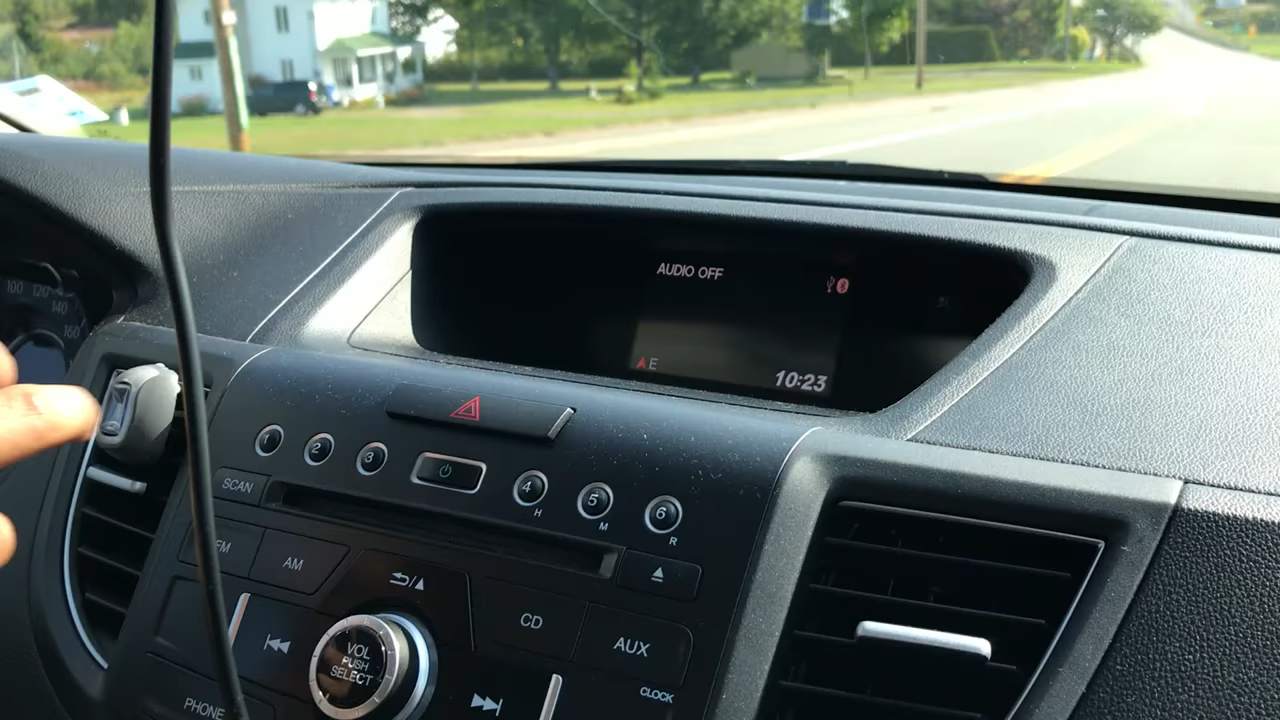 AUDIO OFF
E
10:23
100 120 140 160
1 2 3
4 H
5 M
6 R
SCAN
FM
AM
CD
AUX
VOL
PUSH
SELECT
CLOCK
PHONE